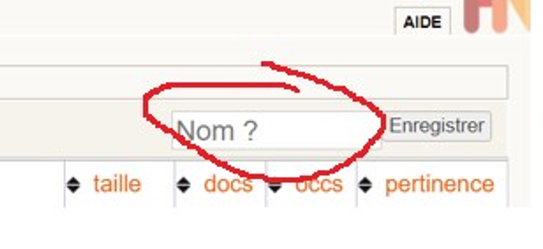 AIDE
Nom ? Enregistrer
taille docs occs pertinence